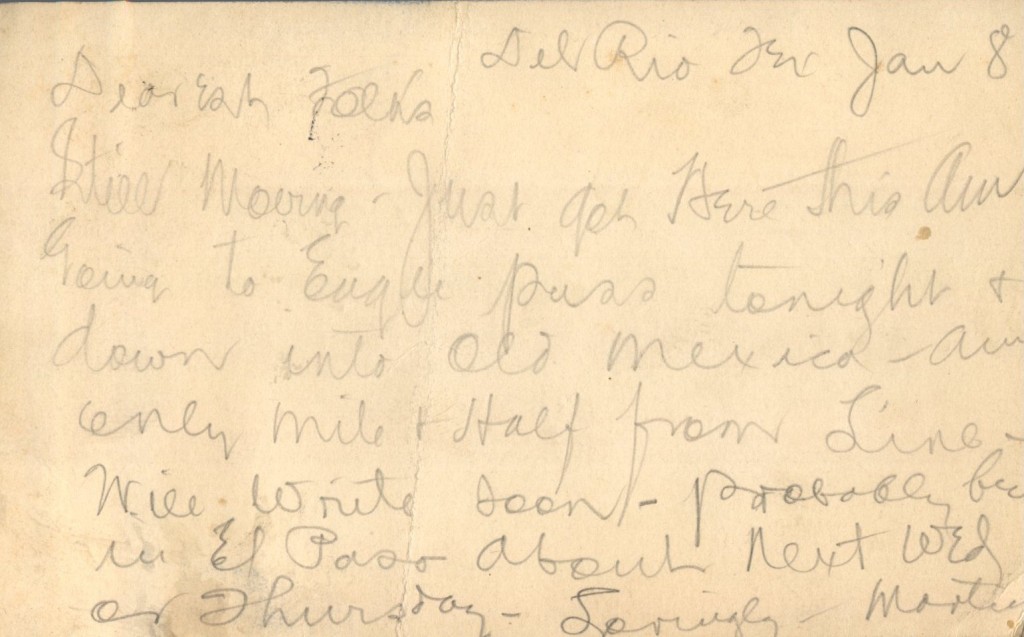 Del Rio Tex Jan 8
Dearest Folks
Still Moving - Just got Here this Am
Going to Eagle pass tonight +
down into Old Mexico - am
only mile + Half from Line -
Will Write soon - probably be
in El Paso About Next Wed
or Thursday - Lovingly - Martin